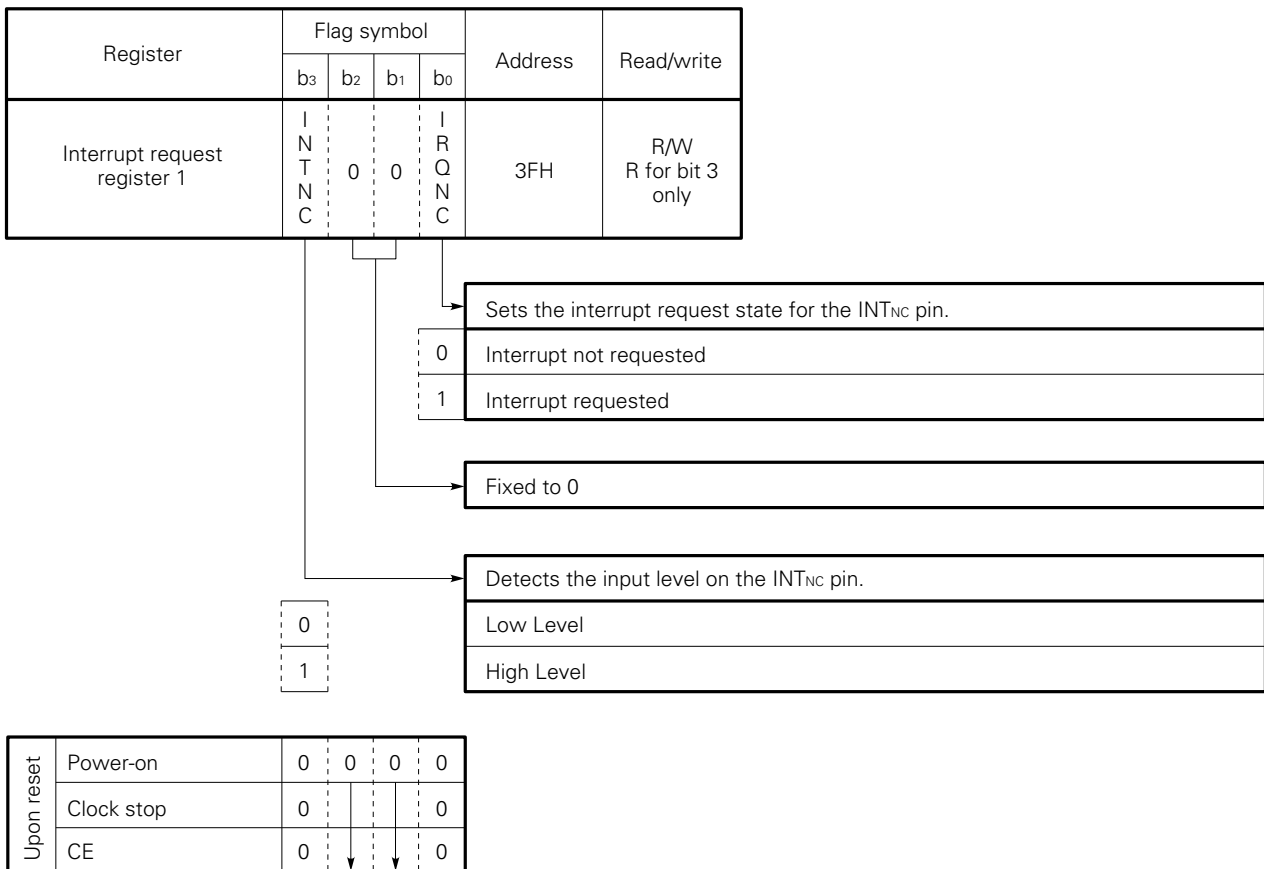 Register Flag symbol Address Read/write
b3 b2 b1 b0
Interrupt request register 1 INTNC 0 0 IRQNC 3FH R/W R for bit 3 only
Sets the interrupt request state for the INTNC pin.
0 Interrupt not requested
1 Interrupt requested
Fixed to 0
Detects the input level on the INTNC pin.
0 Low Level
1 High Level
Upon reset
Power-on 0 0 0 0
Clock stop 0 0
CE 0 0